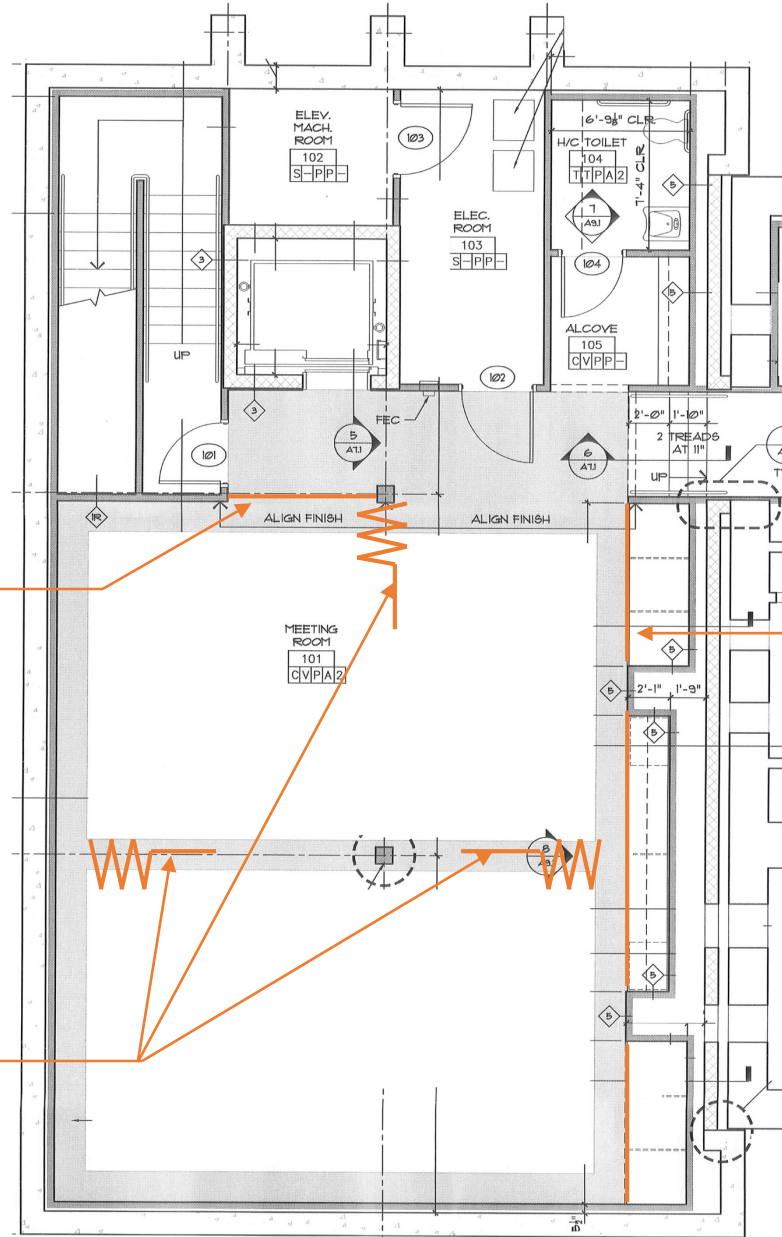 ELEV.
MACH.
ROOM
102
S-PP-
103
6'-9⅛" CLR
H/C TOILET
104
TTPA2
7'-4" CLR
5
7
A9.1
ELEC.
ROOM
103
S-PP-
104
3
5
ALCOVE
105
CVPP-
UP
102
3
FEC
2'-0"
1'-10"
5
A7.1
6
A7.1
2 TREADS
AT 11"
UP
101
1R
ALIGN FINISH
ALIGN FINISH
MEETING
ROOM
101
CVPA2
5
5
2'-1"
1'-9"
5
8
5
5